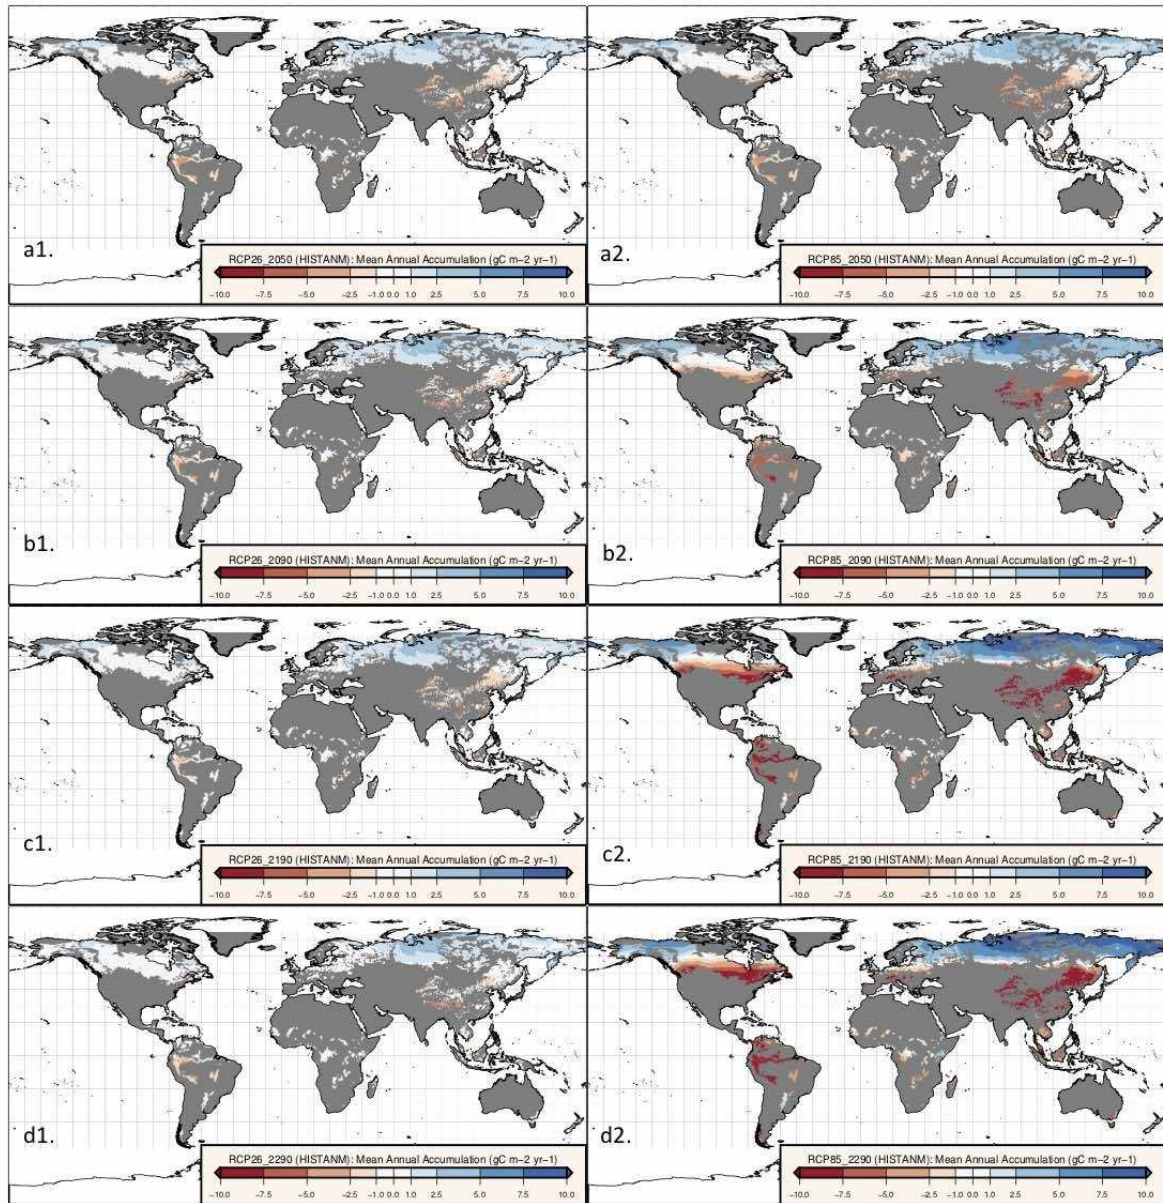 a1.
RCP26_2050 (HISTANM): Mean Annual Accumulation (gC m−2 yr−1)
−10.0 −7.5 −5.0 −2.5 −1.0 0.0 1.0 2.5 5.0 7.5 10.0
a2.
RCP85_2050 (HISTANM): Mean Annual Accumulation (gC m−2 yr−1)
−10.0 −7.5 −5.0 −2.5 −1.0 0.0 1.0 2.5 5.0 7.5 10.0
b1.
RCP26_2090 (HISTANM): Mean Annual Accumulation (gC m−2 yr−1)
−10.0 −7.5 −5.0 −2.5 −1.0 0.0 1.0 2.5 5.0 7.5 10.0
b2.
RCP85_2090 (HISTANM): Mean Annual Accumulation (gC m−2 yr−1)
−10.0 −7.5 −5.0 −2.5 −1.0 0.0 1.0 2.5 5.0 7.5 10.0
c1.
RCP26_2190 (HISTANM): Mean Annual Accumulation (gC m−2 yr−1)
−10.0 −7.5 −5.0 −2.5 −1.0 0.0 1.0 2.5 5.0 7.5 10.0
c2.
RCP85_2190 (HISTANM): Mean Annual Accumulation (gC m−2 yr−1)
−10.0 −7.5 −5.0 −2.5 −1.0 0.0 1.0 2.5 5.0 7.5 10.0
d1.
RCP26_2290 (HISTANM): Mean Annual Accumulation (gC m−2 yr−1)
−10.0 −7.5 −5.0 −2.5 −1.0 0.0 1.0 2.5 5.0 7.5 10.0
d2.
RCP85_2290 (HISTANM): Mean Annual Accumulation (gC m−2 yr−1)
−10.0 −7.5 −5.0 −2.5 −1.0 0.0 1.0 2.5 5.0 7.5 10.0